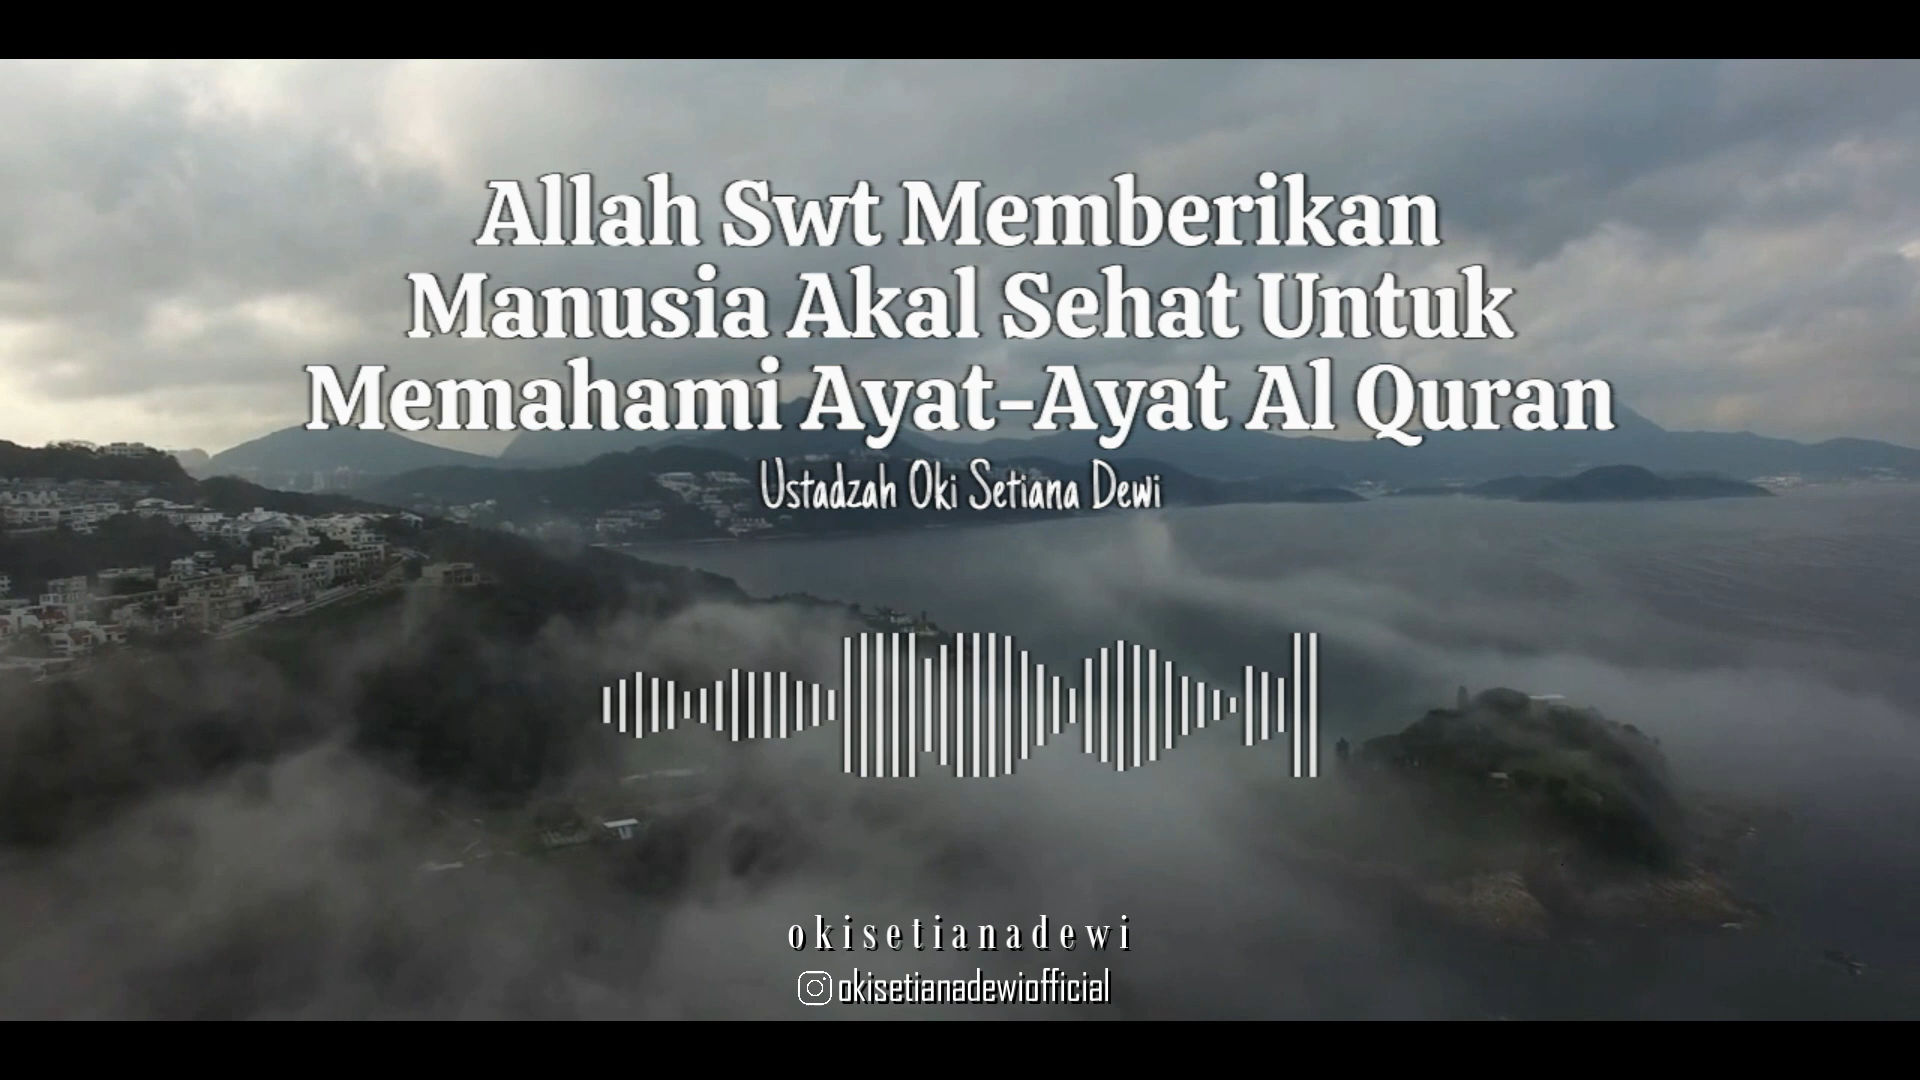 Allah Swt Memberikan
Manusia Akal Sehat Untuk
Memahami Ayat-Ayat Al Quran
Ustadzah Oki Setiana Dewi
okisetianadewi
okisetianadewiofficial